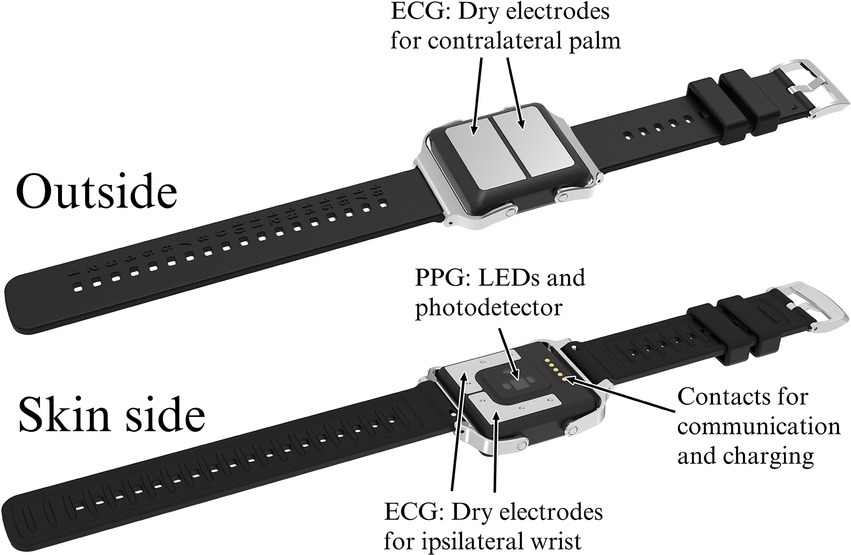 ECG: Dry electrodes
for contralateral palm
Outside
PPG: LEDs and
photodetector
Skin side
Contacts for
communication
and charging
ECG: Dry electrodes
for ipsilateral wrist